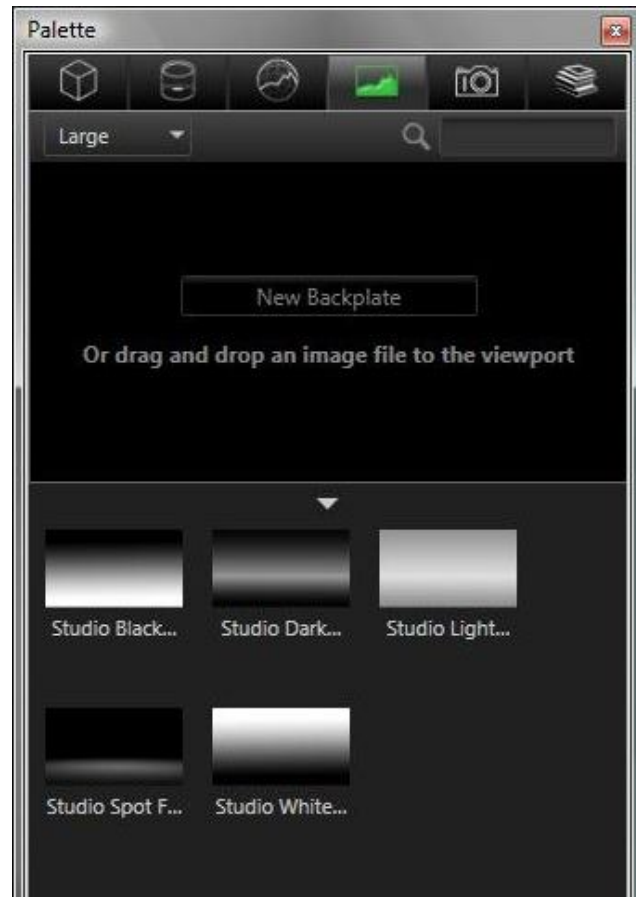 Palette
Large
New Backplate
Or drag and drop an image file to the viewport
Studio Black... Studio Dark... Studio Light...
Studio Spot F... Studio White...